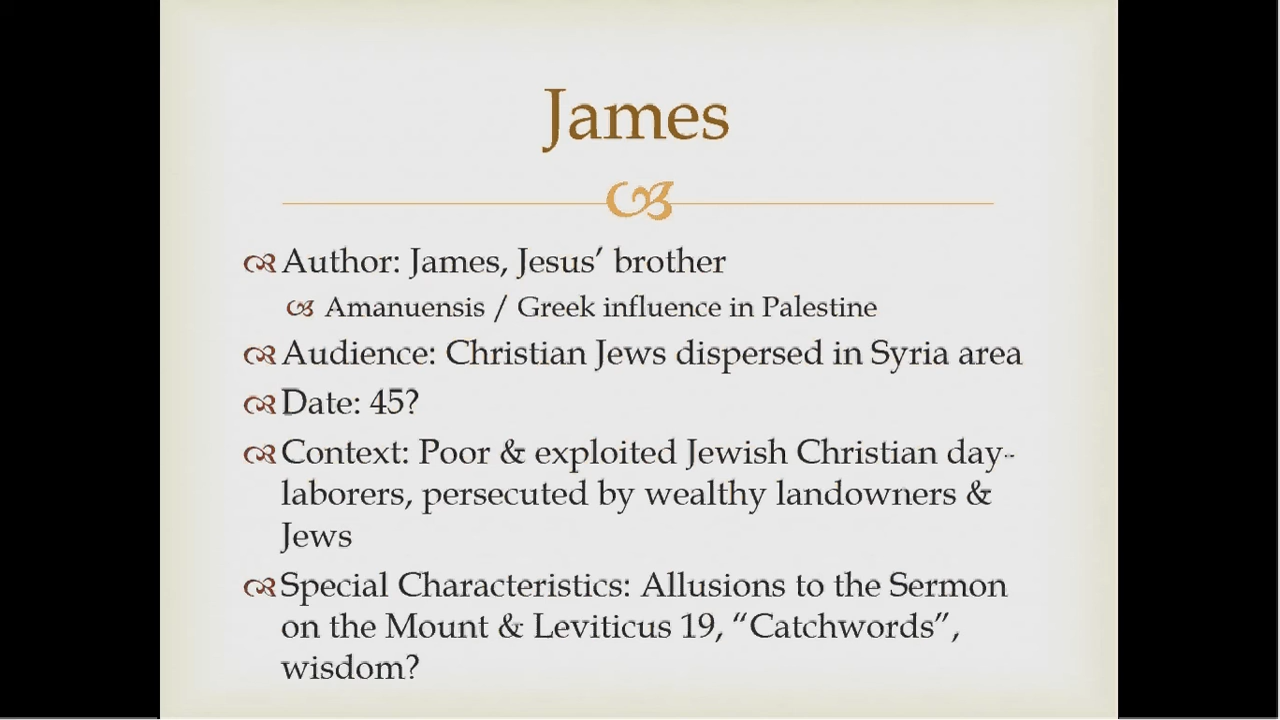 James
Author: James, Jesus’ brother
Amanuensis / Greek influence in Palestine
Audience: Christian Jews dispersed in Syria area
Date: 45?
Context: Poor & exploited Jewish Christian day-
laborers, persecuted by wealthy landowners &
Jews
Special Characteristics: Allusions to the Sermon
on the Mount & Leviticus 19, “Catchwords”,
wisdom?